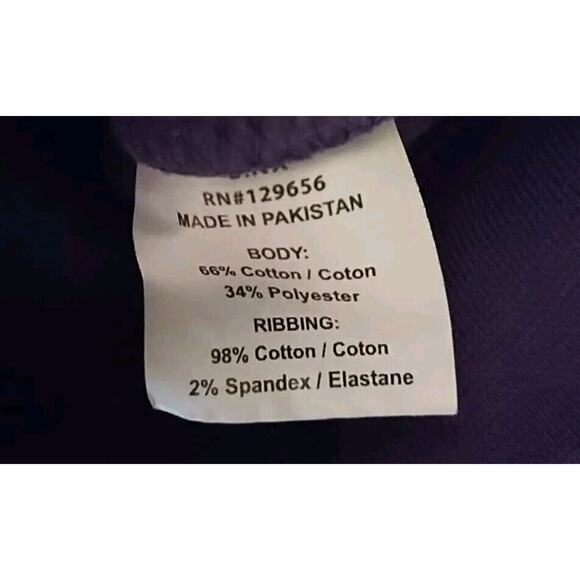 RN#129656
MADE IN PAKISTAN
BODY:
66% Cotton / Coton
34% Polyester
RIBBING:
98% Cotton / Coton
2% Spandex / Elastane